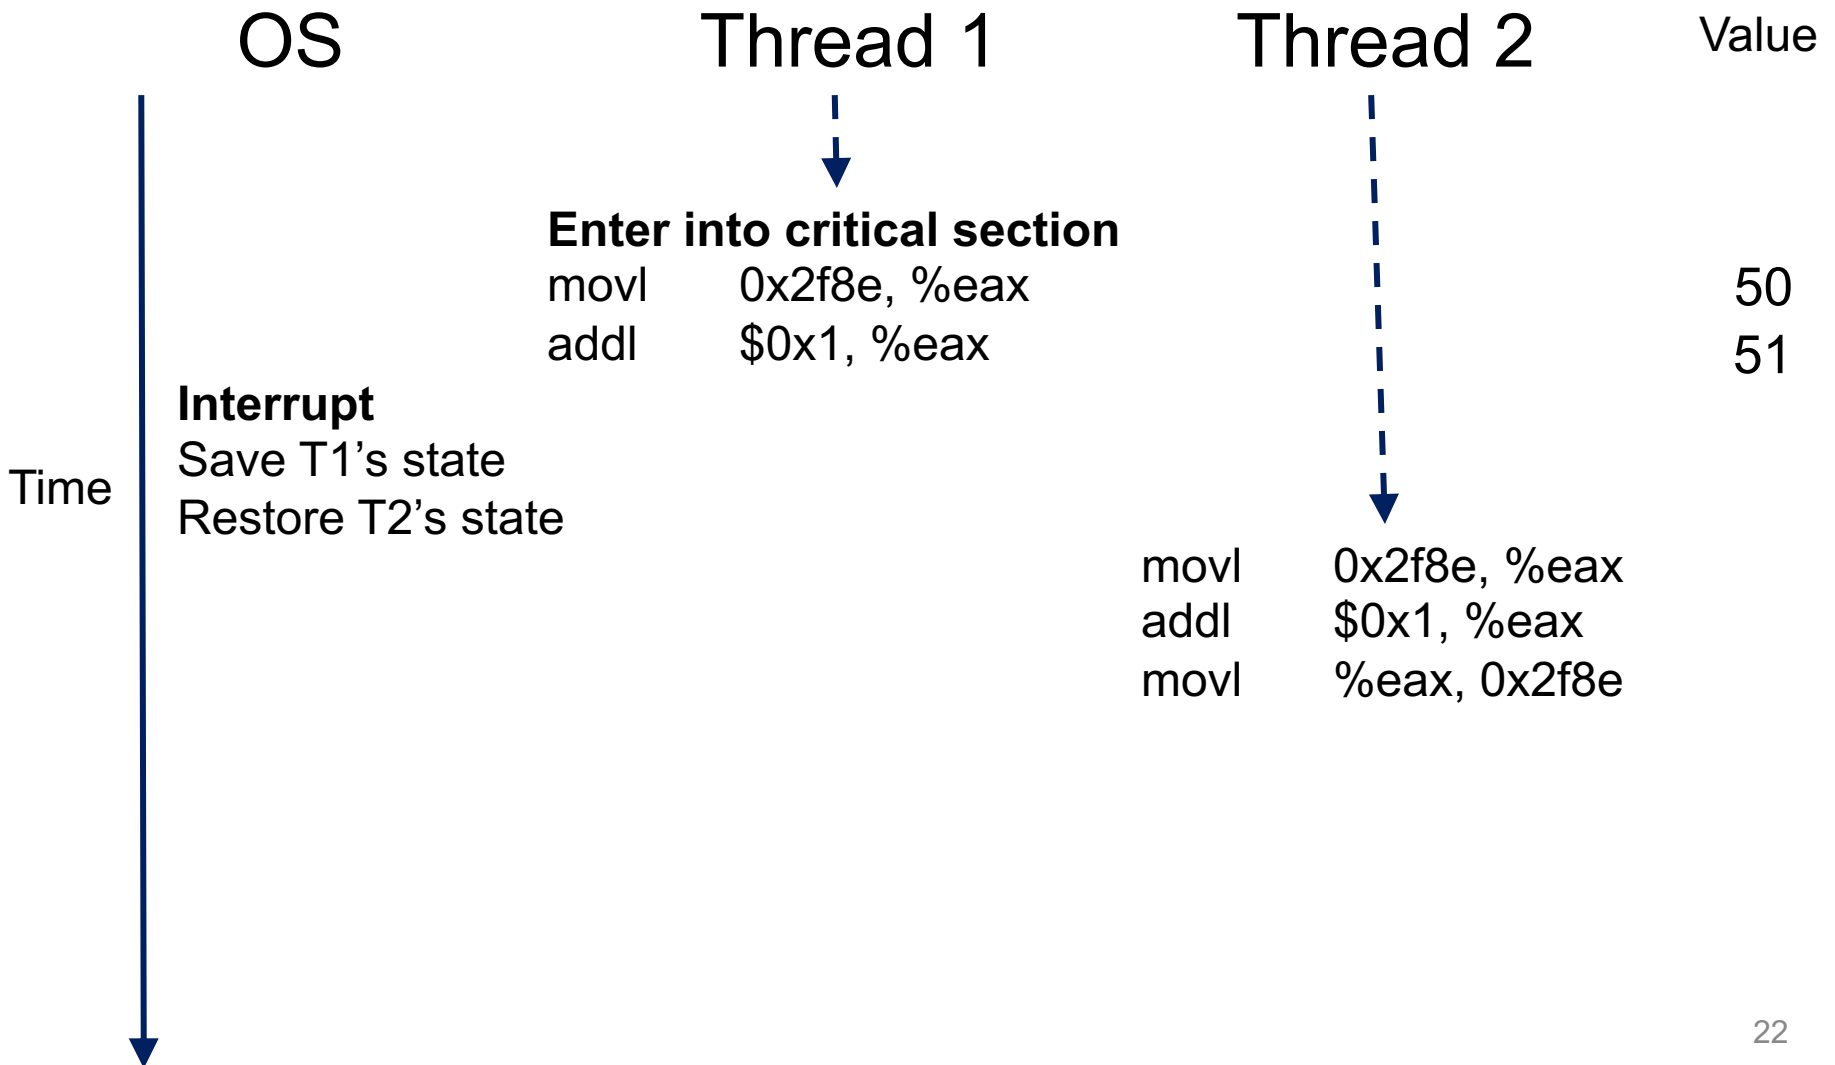 OS Thread 1 Thread 2 Value
Enter into critical section
movl 0x2f8e, %eax 50
addl $0x1, %eax 51
Interrupt
Save T1’s state
Time
Restore T2’s state
movl 0x2f8e, %eax
addl $0x1, %eax
movl %eax, 0x2f8e
22